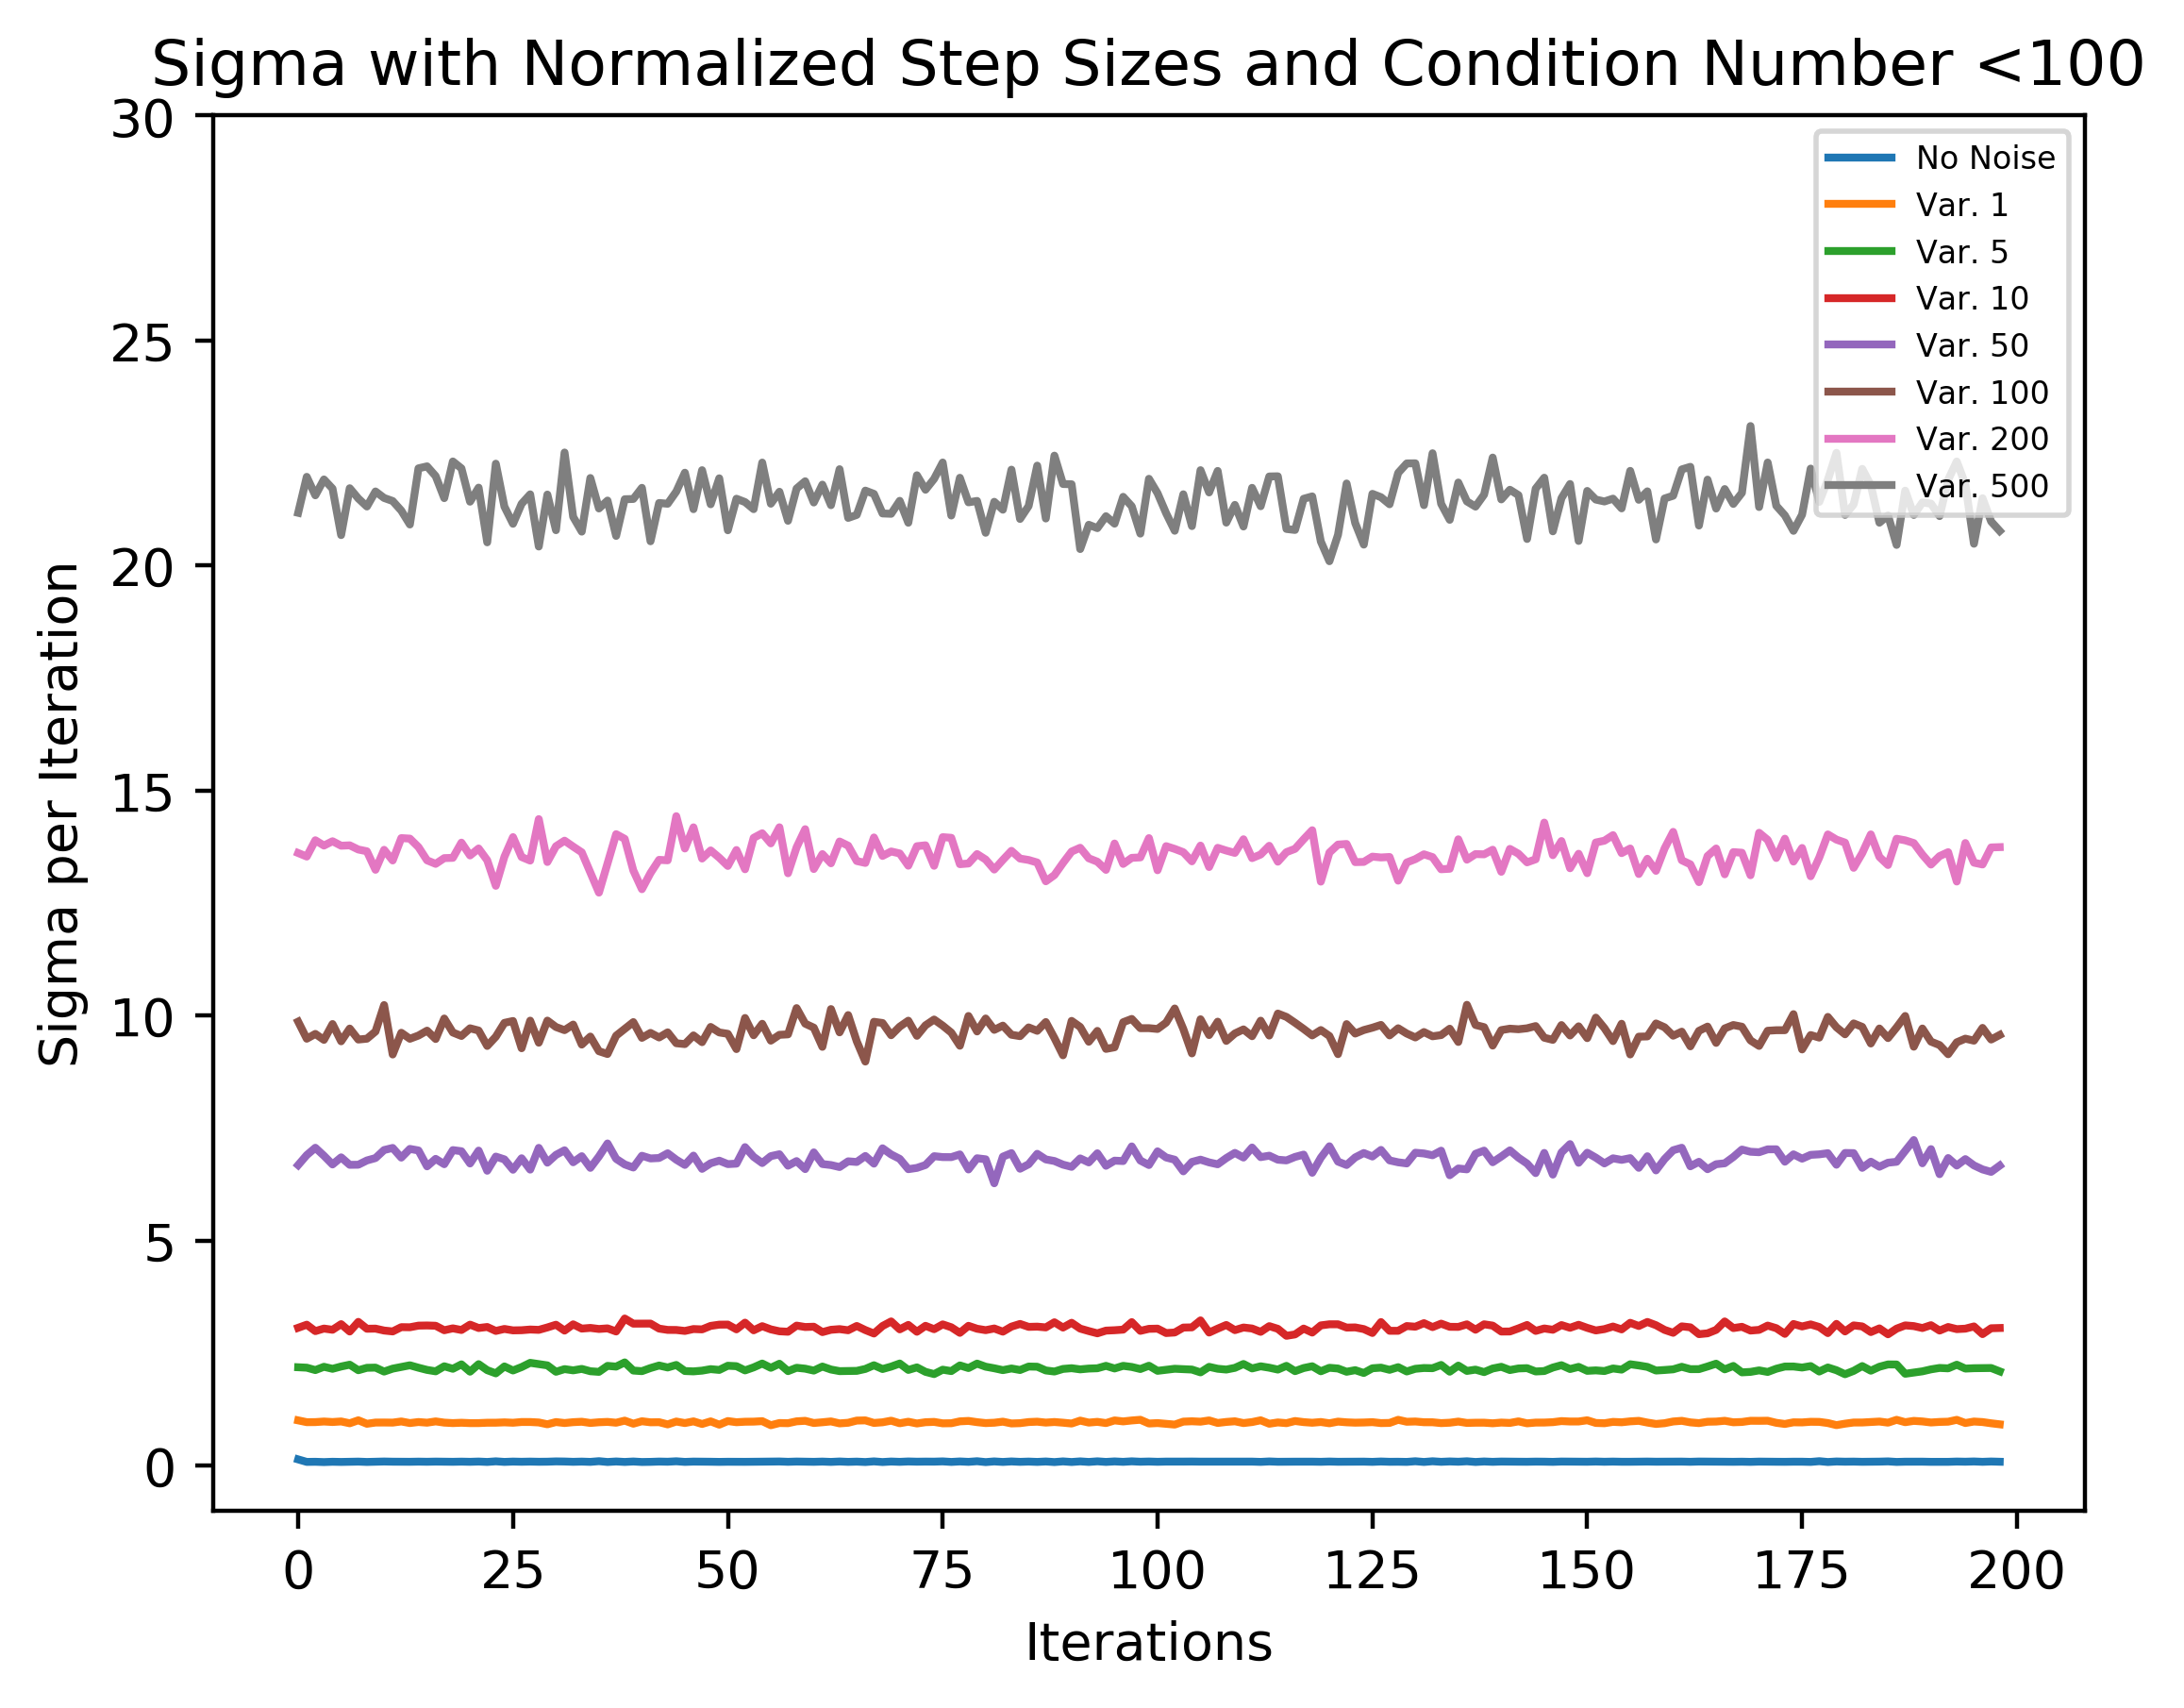 Sigma with Normalized Step Sizes and Condition Number <100
30
25
20
15
10
5
0
Sigma per Iteration
No Noise
Var. 1
Var. 5
Var. 10
Var. 50
Var. 100
Var. 200
Var. 500
0 25 50 75 100 125 150 175 200
Iterations